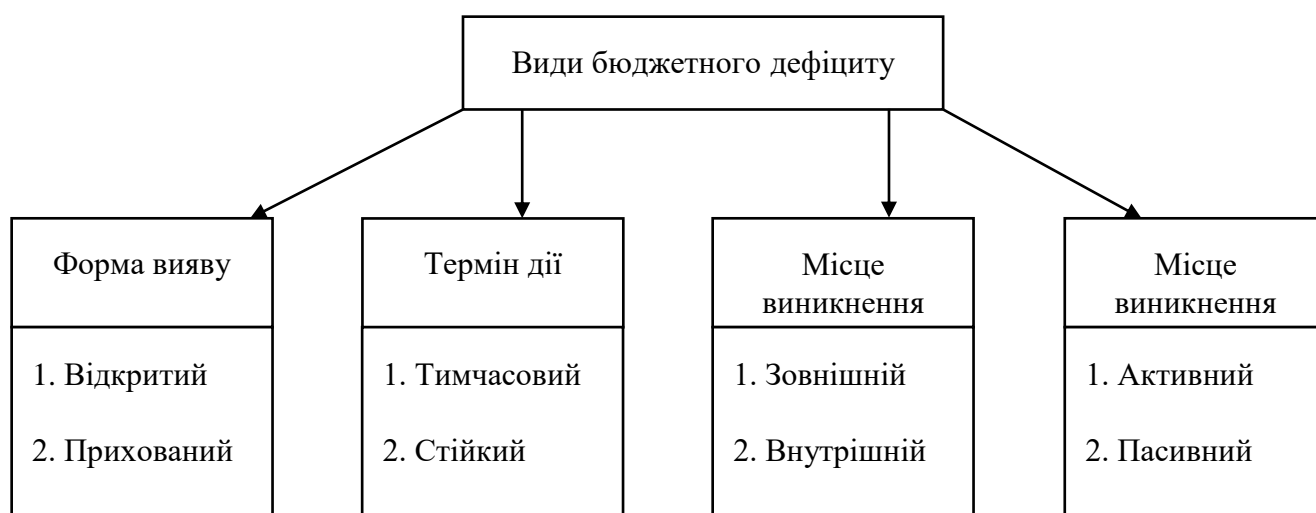 Види бюджетного дефіциту
Форма вияву
1. Відкритий
2. Прихований
Термін дії
1. Тимчасовий
2. Стійкий
Місце
виникнення
1. Зовнішній
2. Внутрішній
Місце
виникнення
1. Активний
2. Пасивний